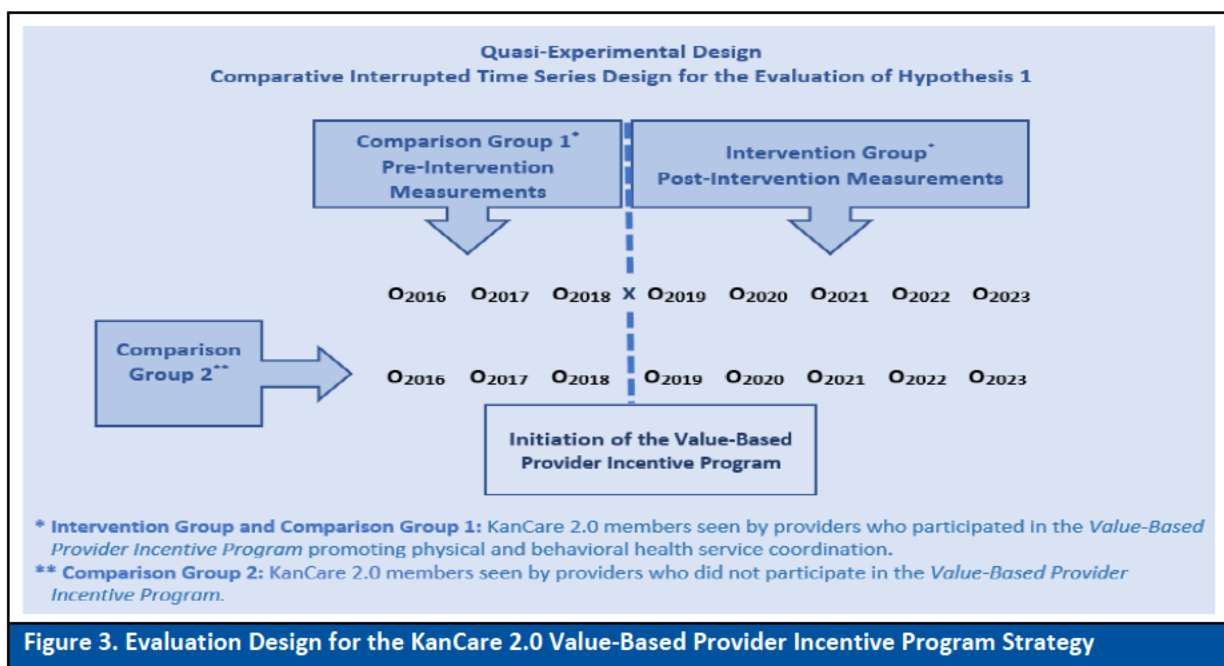 Quasi-Experimental Design
Comparative Interrupted Time Series Design for the Evaluation of Hypothesis 1
Comparison Group 1*
Pre-Intervention
Measurements
Intervention Group*
Post-Intervention Measurements
O2016 O2017 O2018 X O2019 O2020 O2021 O2022 O2023
Comparison
Group 2**
O2016 O2017 O2018 O2019 O2020 O2021 O2022 O2023
Initiation of the Value-Based
Provider Incentive Program
* Intervention Group and Comparison Group 1: KanCare 2.0 members seen by providers who participated in the Value-Based
Provider Incentive Program promoting physical and behavioral health service coordination.
** Comparison Group 2: KanCare 2.0 members seen by providers who did not participate in the Value-Based Provider
Incentive Program.
Figure 3. Evaluation Design for the KanCare 2.0 Value-Based Provider Incentive Program Strategy